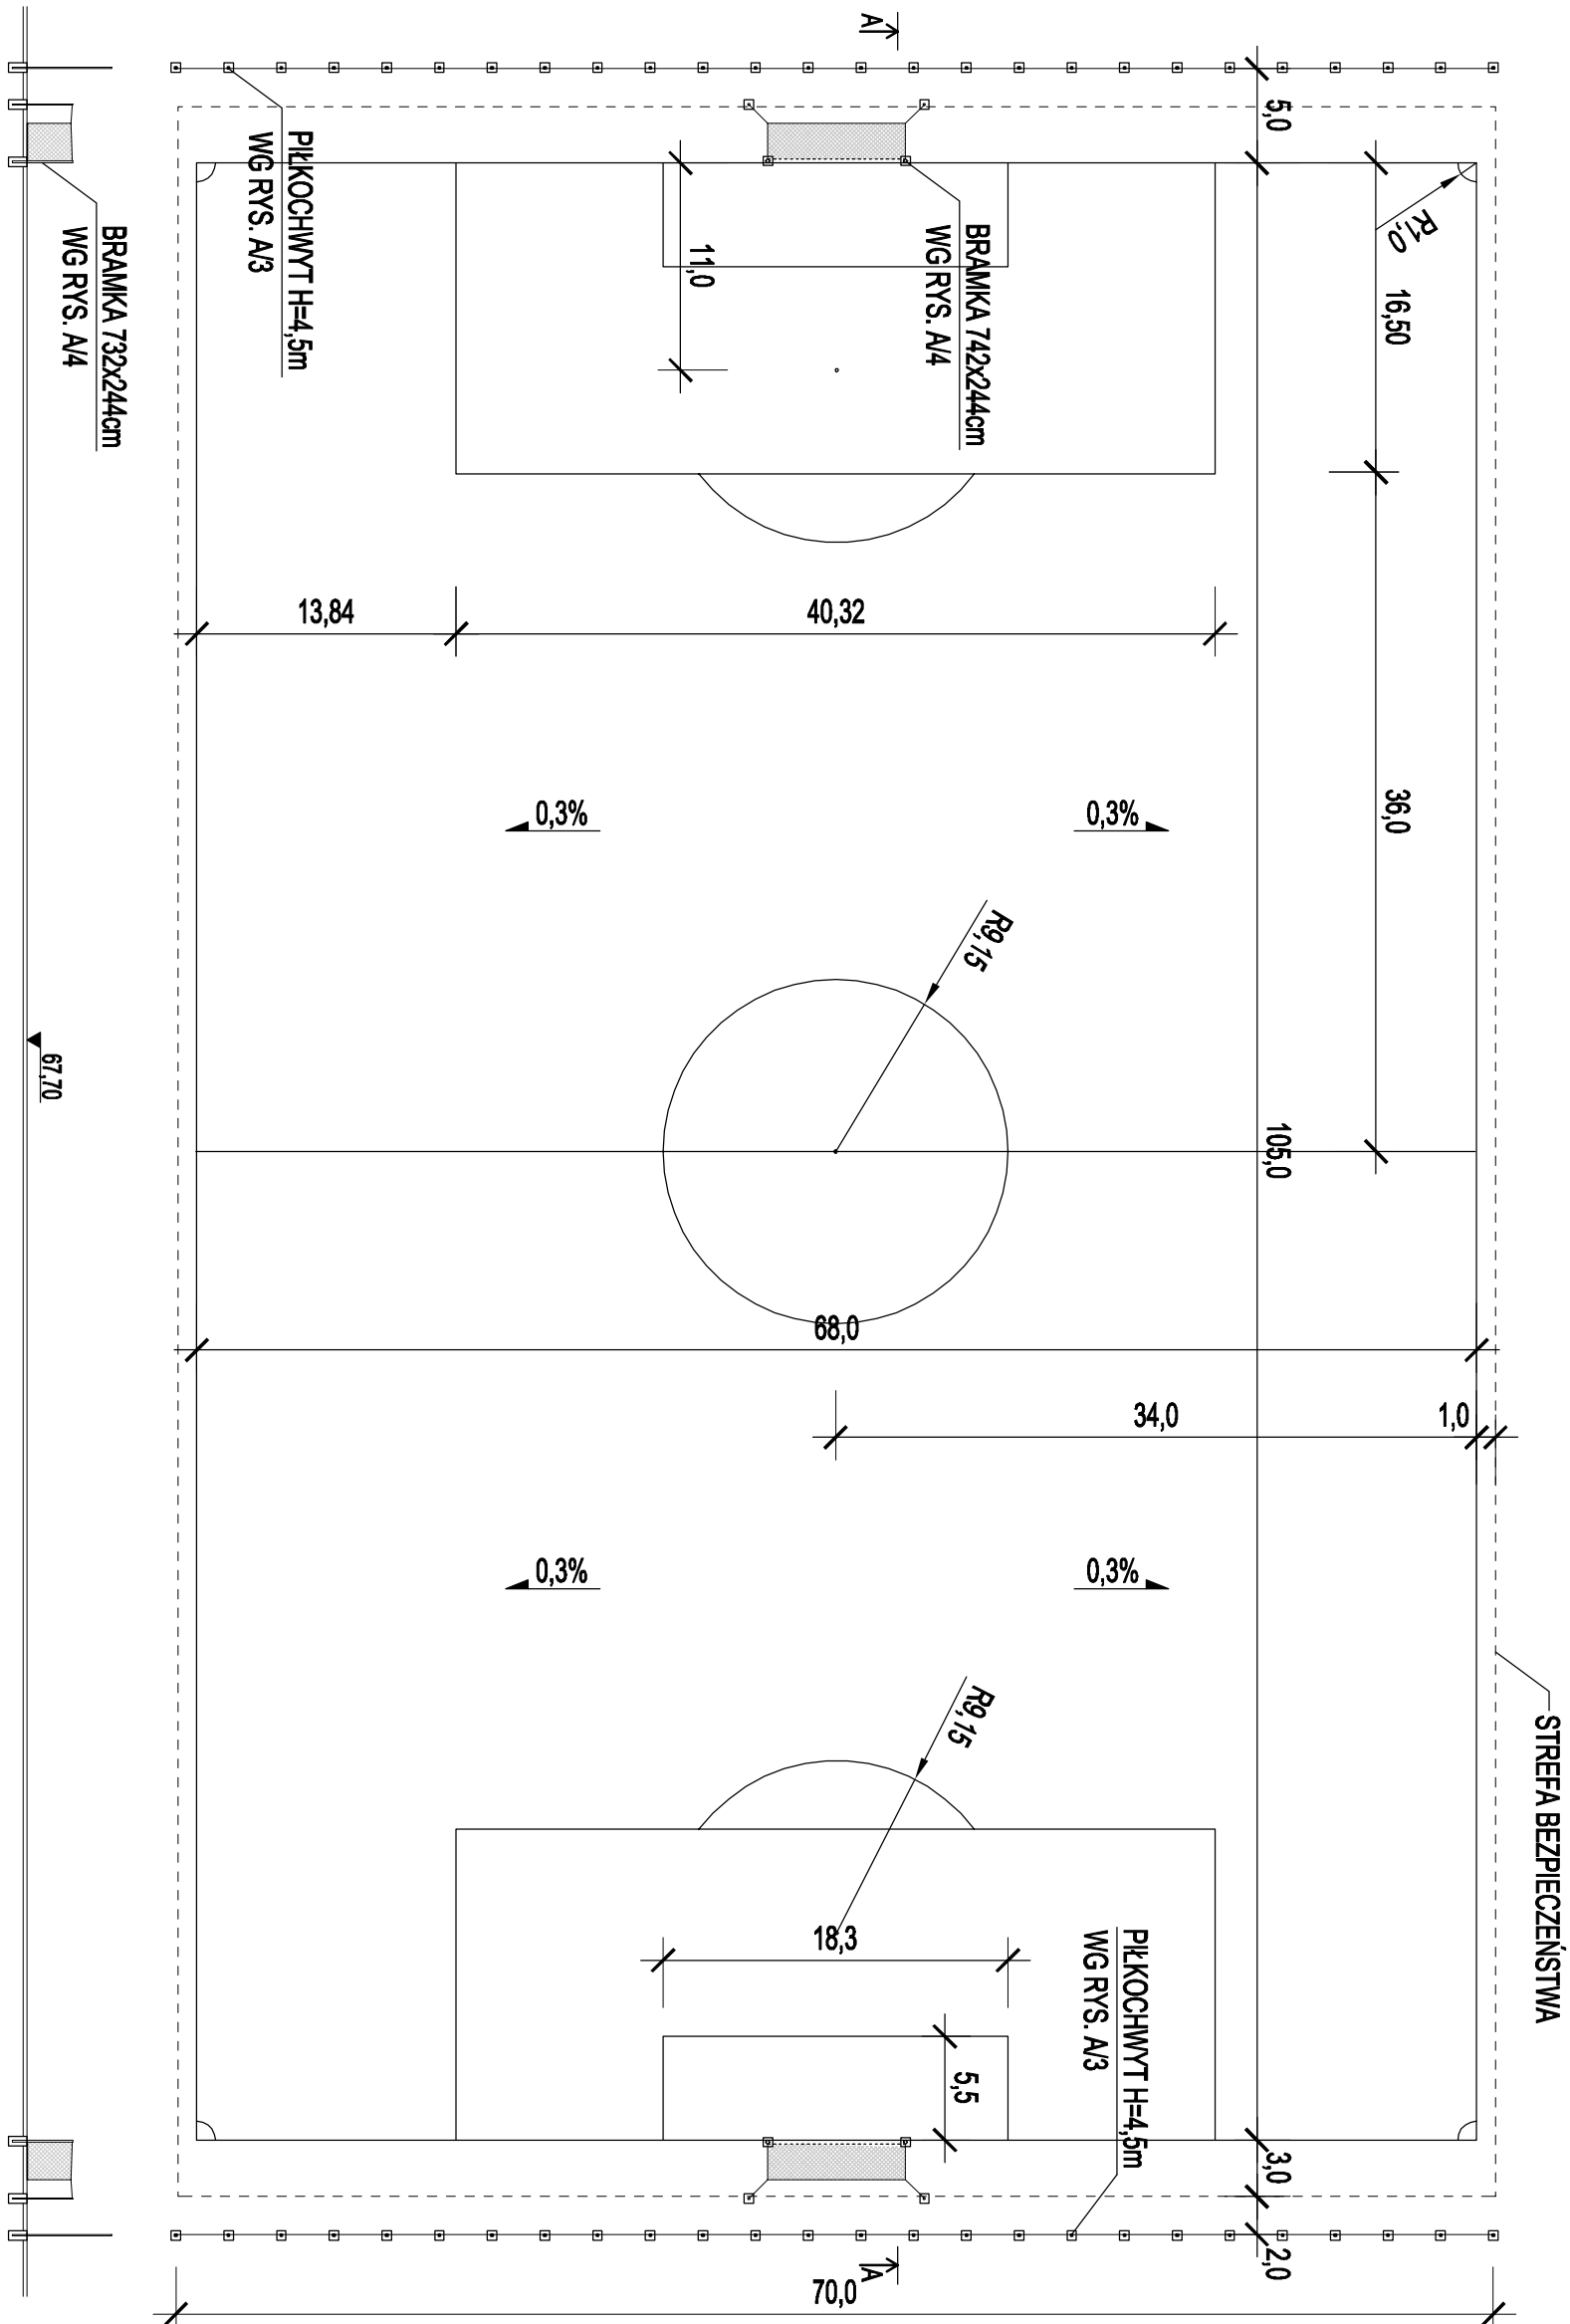 A
5,0
R1,0
16,50
PIŁKOCHWYT H=4,5m
WG RYS. A/3
BRAMKA 732x244cm
WG RYS. A/4
11,0
BRAMKA 742x244cm
WG RYS. A/4
13,84
40,32
36,0
0,3%
0,3%
R9,15
67,70
105,0
68,0
34,0
1,0
0,3%
0,3%
R9,15
STREFA BEZPIECZEŃSTWA
18,3
PIŁKOCHWYT H=4,5m
WG RYS. A/3
5,5
3,0
2,0
A
70,0